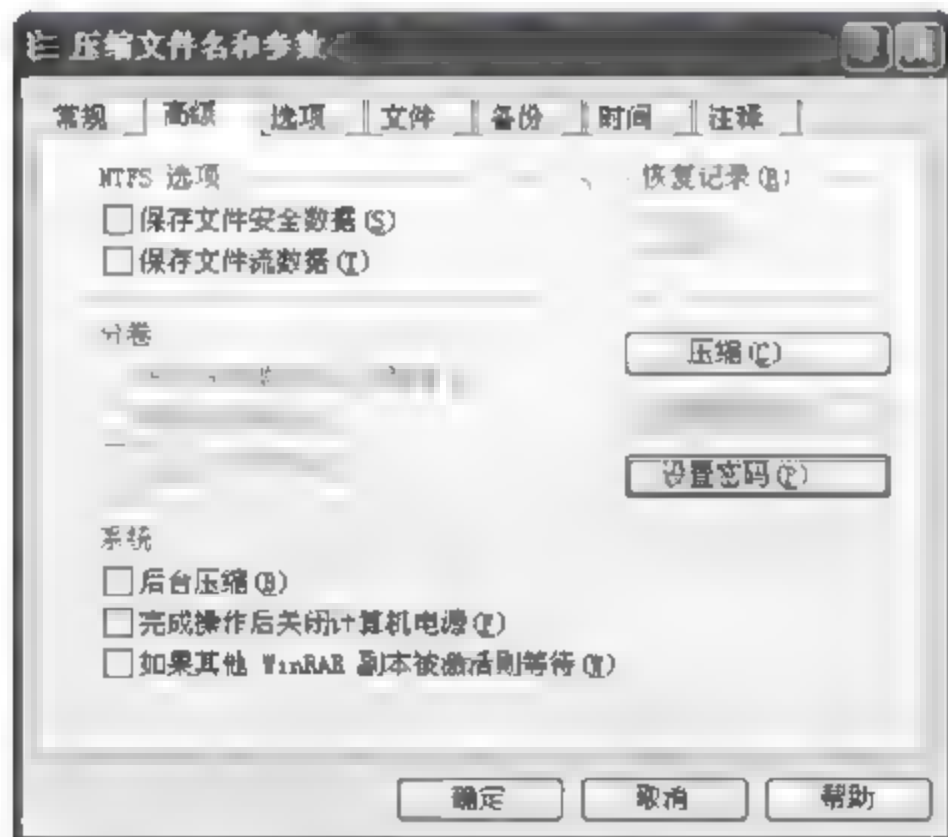 压缩文件名和参数
常规 高级 选项 文件 备份 时间 注释
NTFS 选项 恢复记录(R)
保存文件安全数据(S)
保存文件流数据(T)
分卷
压缩(C)
设置密码(P)
系统
后台压缩(B)
完成操作后关闭计算机电源(F)
如果其他 WinRAR 副本被激活则等待(W)
确定 取消 帮助